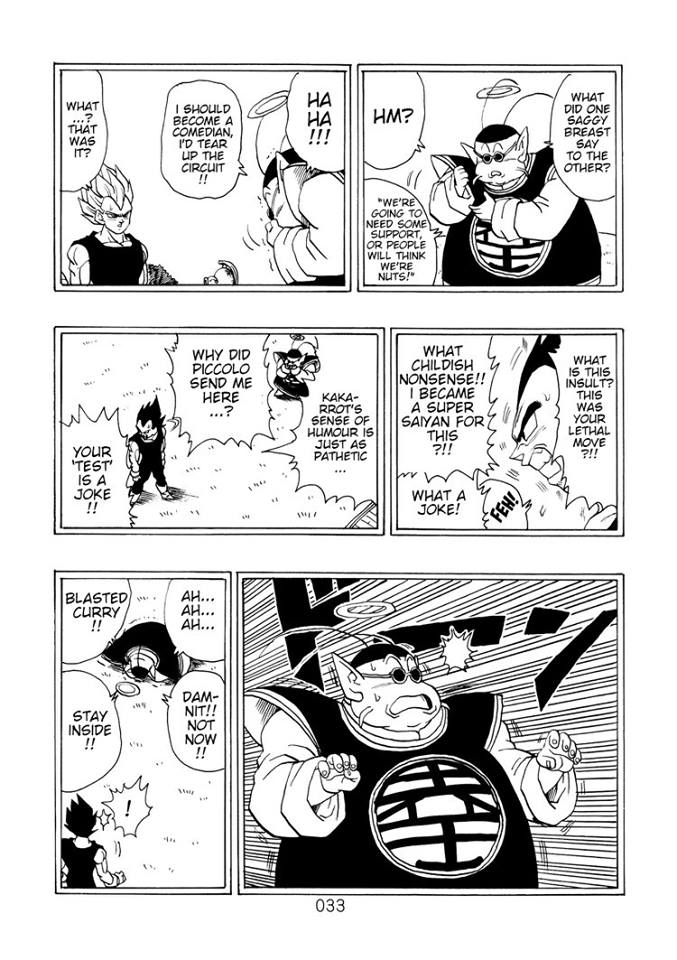 WHAT
DID ONE
SAGGY
BREAST
SAY
TO THE
OTHER?
HM?
"WE'RE
GOING TO
NEED SOME
SUPPORT,
OR PEOPLE
WILL THINK
WE'RE
NUTS!"
HA
HA
!!!
I SHOULD
BECOME A
COMEDIAN,
I'D TEAR
UP THE
CIRCUIT
!!
WHAT
...?
THAT
WAS
IT?
WHAT
IS THIS
INSULT?
THIS
WAS
YOUR
LETHAL
MOVE
?!!
WHAT
CHILDISH
NONSENSE!!
I BECAME
A SUPER
SAIYAN FOR
THIS
?!!
FEH!
WHAT A
JOKE!
KAKA-
RROT'S
SENSE OF
HUMOUR IS
JUST AS
PATHETIC
...
WHY DID
PICCOLO
SEND ME
HERE
...?
YOUR
'TEST'
IS A
JOKE
!!
ドーン
AH...
AH...
AH...
BLASTED
CURRY
!!
DAM-
NIT!!
NOT
NOW
!!
STAY
INSIDE
!!
!
033